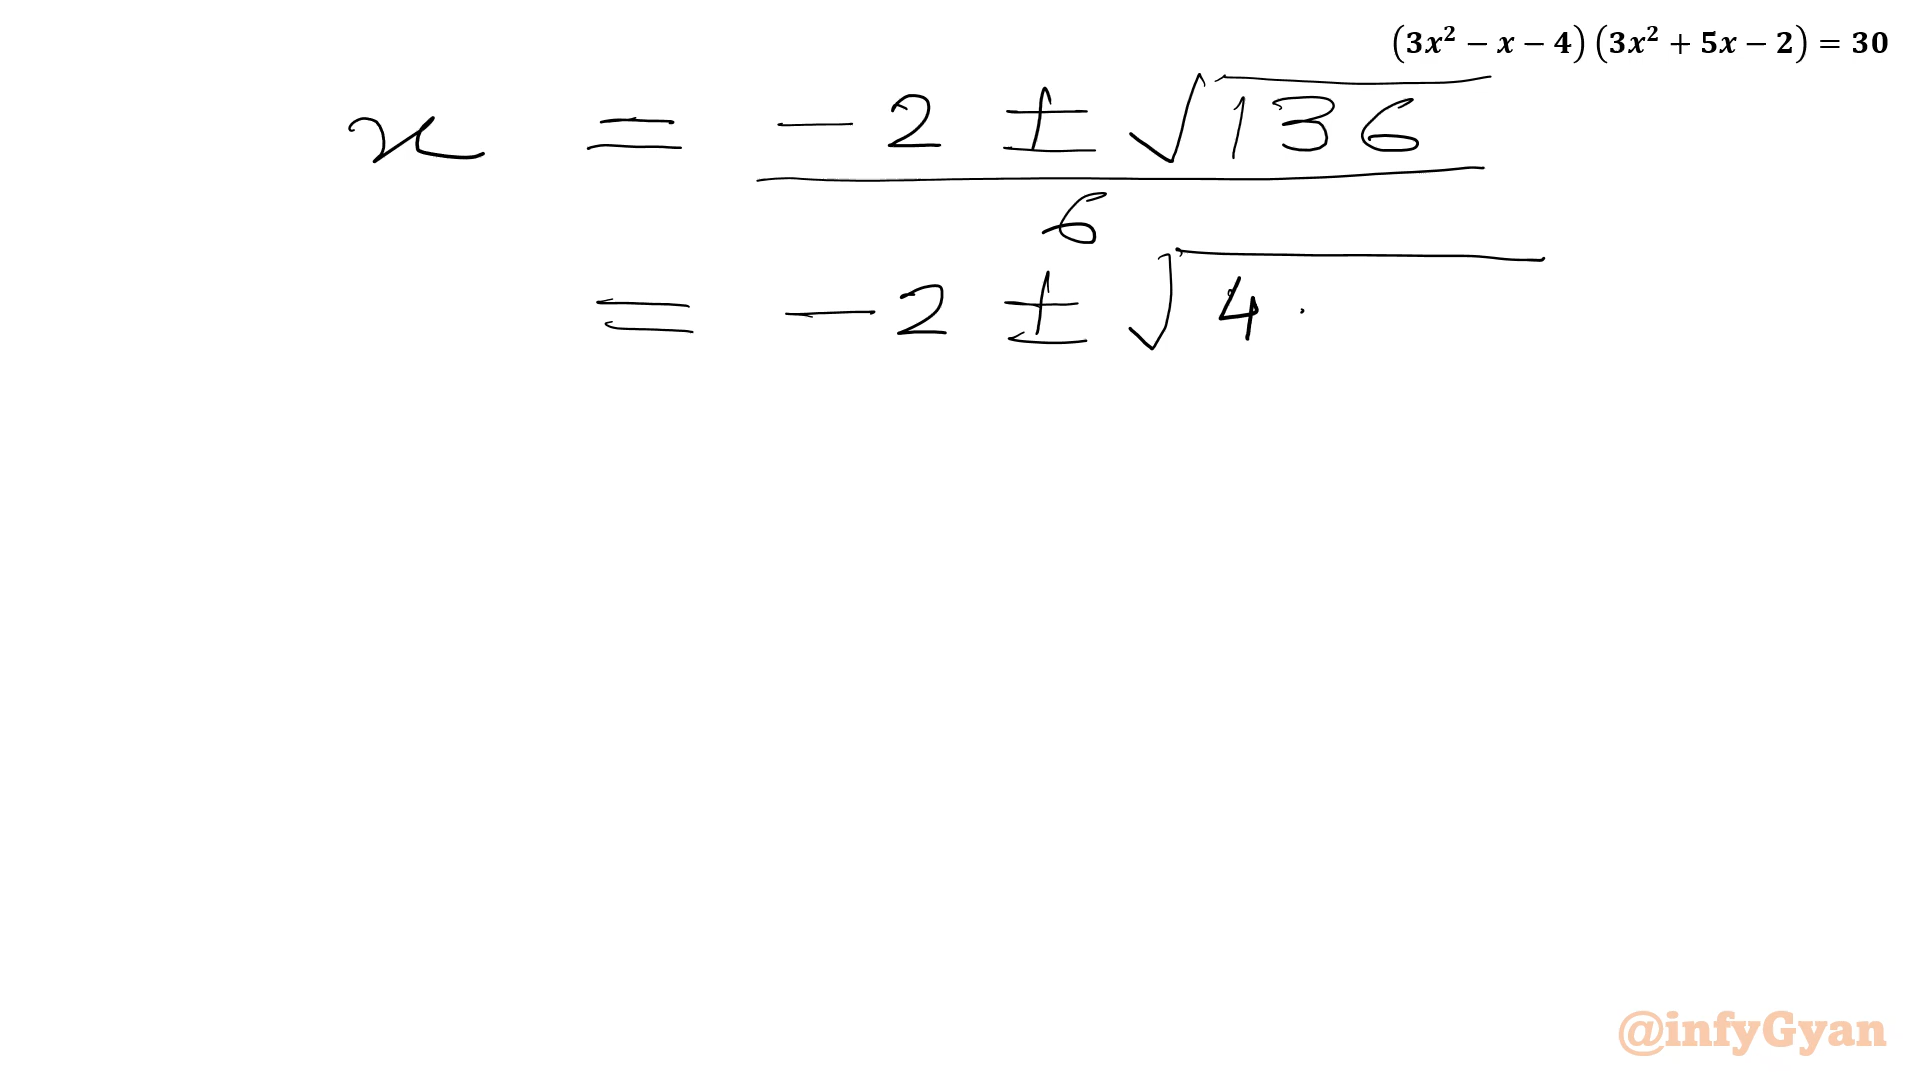 (3x² − x − 4)(3x² + 5x − 2) = 30
x = −2 ± √136
6
= −2 ± √4 ·
@infyGyan